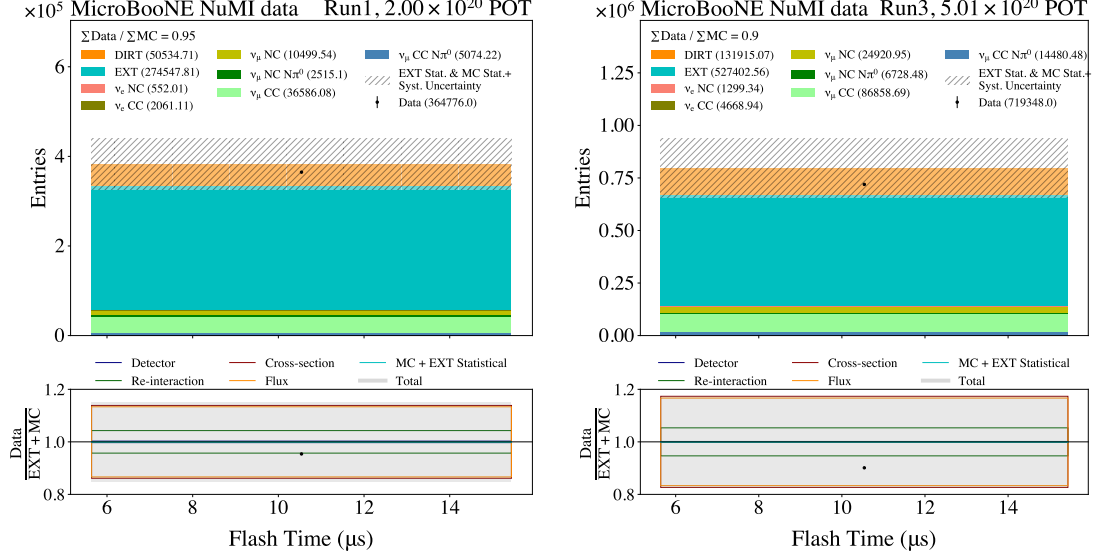 ×10⁵ MicroBooNE NuMI data Run1, 2.00 × 10²⁰ POT
∑Data / ∑MC = 0.95
DIRT (50534.71)
EXT (274547.81)
νe NC (552.01)
νe CC (2061.11)
νμ NC (10499.54)
νμ NC Nπ⁰ (2515.1)
νμ CC (36586.08)
νμ CC Nπ⁰ (5074.22)
EXT Stat. & MC Stat.+
Syst. Uncertainty
Data (364776.0)
Entries
6
4
2
0
Detector
Cross-section
MC + EXT Statistical
Re-interaction
Flux
Total
Data
EXT + MC
1.2
1.0
0.8
6 8 10 12 14
Flash Time (μs)
×10⁶ MicroBooNE NuMI data Run3, 5.01 × 10²⁰ POT
∑Data / ∑MC = 0.9
DIRT (131915.07)
EXT (527402.56)
νe NC (1299.34)
νe CC (4668.94)
νμ NC (24920.95)
νμ NC Nπ⁰ (6728.48)
νμ CC (86858.69)
νμ CC Nπ⁰ (14480.48)
EXT Stat. & MC Stat.+
Syst. Uncertainty
Data (719348.0)
Entries
1.25
1.00
0.75
0.50
0.25
0.00
Detector
Cross-section
MC + EXT Statistical
Re-interaction
Flux
Total
Data
EXT + MC
1.2
1.0
0.8
6 8 10 12 14
Flash Time (μs)